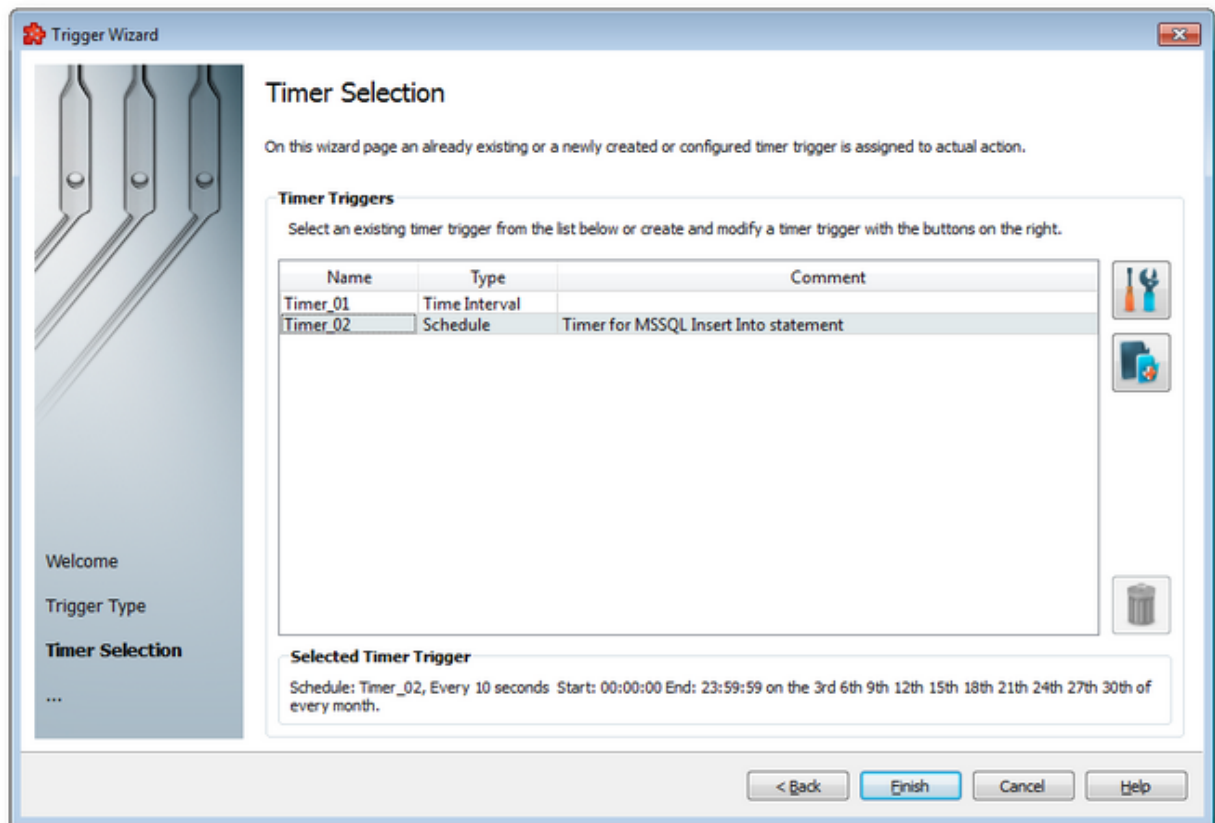 Trigger Wizard
Timer Selection
On this wizard page an already existing or a newly created or configured timer trigger is assigned to actual action.
Timer Triggers
Select an existing timer trigger from the list below or create and modify a timer trigger with the buttons on the right.
Name Type Comment
Timer_01 Time Interval
Timer_02 Schedule Timer for MSSQL Insert Into statement
Welcome
Trigger Type
Timer Selection
...
Selected Timer Trigger
Schedule: Timer_02, Every 10 seconds Start: 00:00:00 End: 23:59:59 on the 3rd 6th 9th 12th 15th 18th 21th 24th 27th 30th of
every month.
< Back Finish Cancel Help